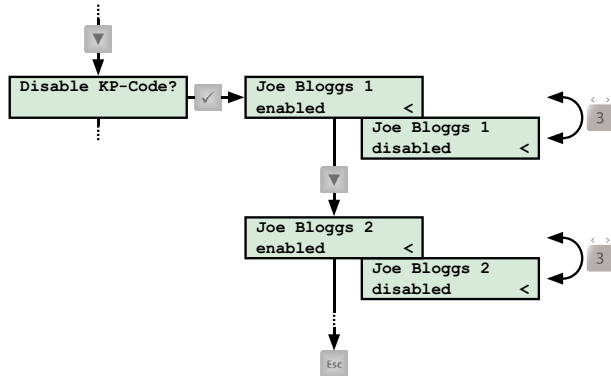 Disable KP-Code?
Joe Bloggs 1
enabled <
Joe Bloggs 1
disabled <
< >
3
Joe Bloggs 2
enabled <
Joe Bloggs 2
disabled <
< >
3
Esc